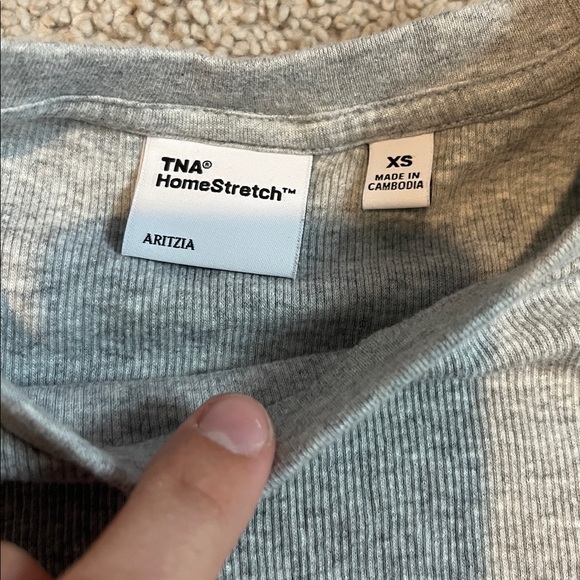 TNA®
HomeStretch™
ARITZIA
XS
MADE IN
CAMBODIA